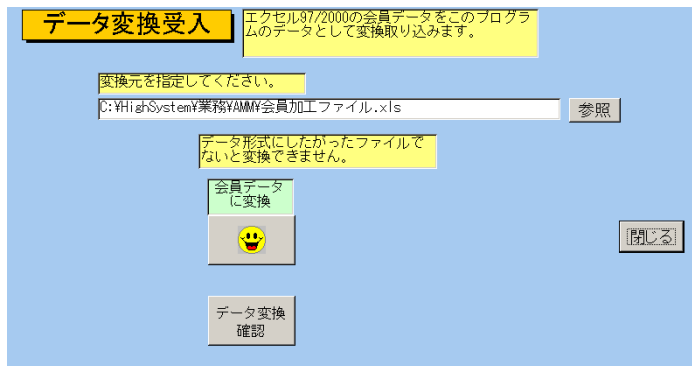 データ変換受入
エクセル97/2000の会員データをこのプログラ
ムのデータとして変換取り込みます。
変換元を指定してください。
C:¥HighSystem¥業務¥AMM¥会員加工ファイル.xls
参照
データ形式にしたがったファイルで
ないと変換できません。
会員データ
に変換
閉じる
データ変換
確認